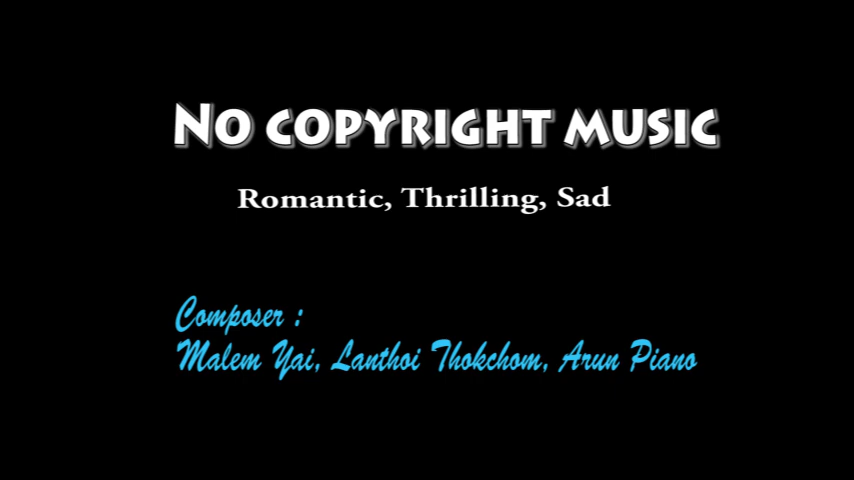 No copyright music
Romantic, Thrilling, Sad
Composer :
Malem Yai, Lanthoi Thokchom, Arun Piano